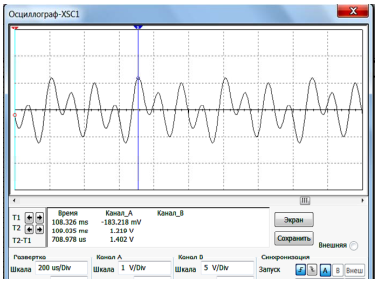 Осциллограф-XSC1
X
Время Канал_A Канал_B
T1 108.326 ms -183.218 mV
T2 109.035 ms 1.219 V
T2-T1 708.978 us 1.402 V
Экран
Сохранить
Внешняя
Развертка Канал A Канал B Синхронизация
Шкала 200 us/Div Шкала 1 V/Div Шкала 5 V/Div Запуск A B Внеш